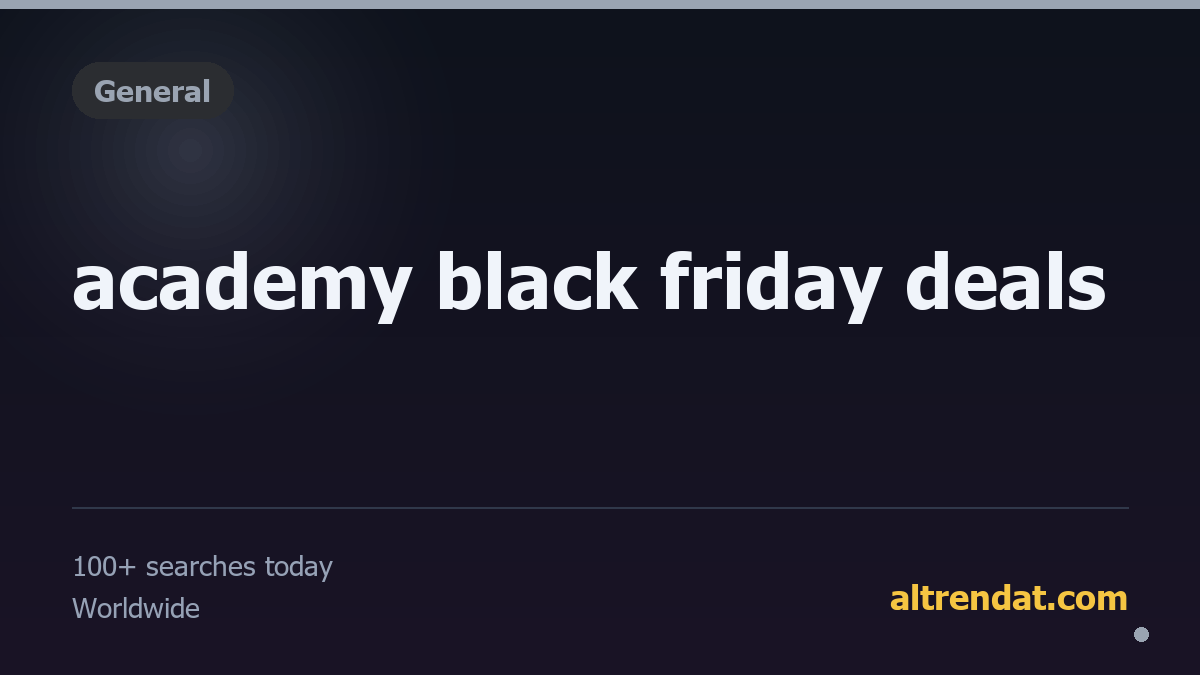 General
academy black friday deals
100+ searches today
Worldwide
altrendat.com